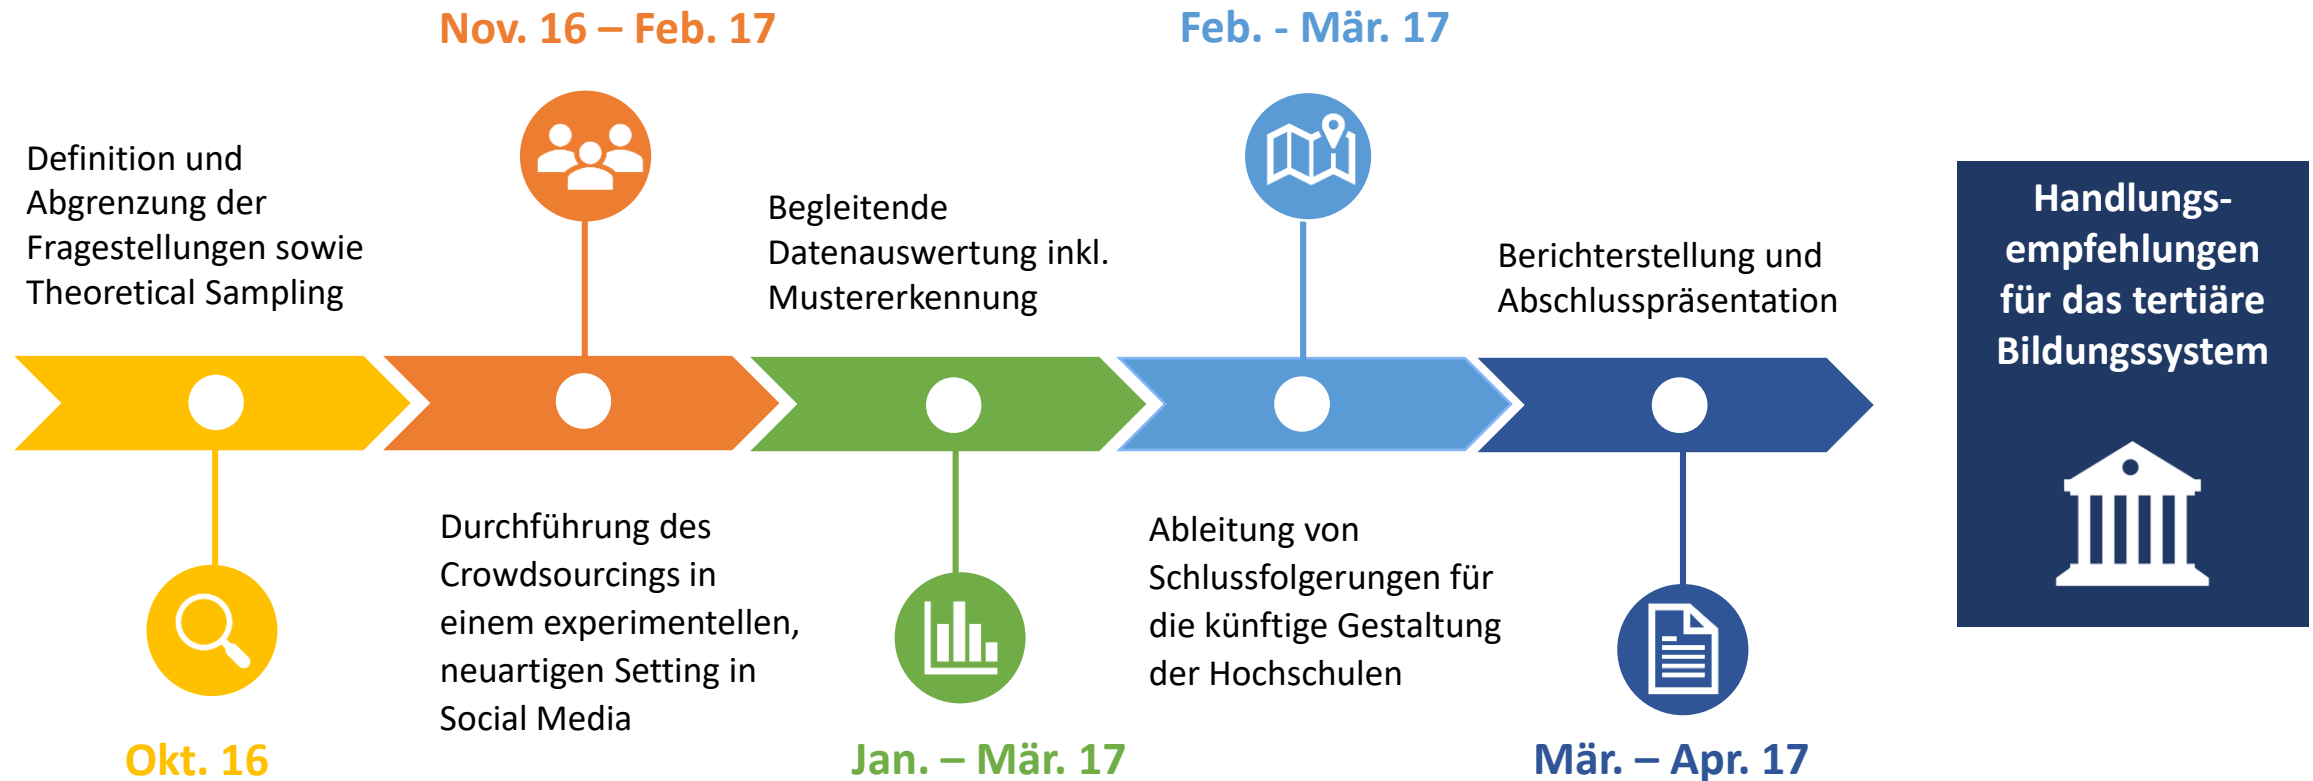 Nov. 16 – Feb. 17
Feb. - Mär. 17
Definition und
Abgrenzung der
Fragestellungen sowie
Theoretical Sampling
Begleitende
Datenauswertung inkl.
Mustererkennung
Berichterstellung und
Abschlusspräsentation
Handlungs-
empfehlungen
für das tertiäre
Bildungssystem
Durchführung des
Crowdsourcings in
einem experimentellen,
neuartigen Setting in
Social Media
Ableitung von
Schlussfolgerungen für
die künftige Gestaltung
der Hochschulen
Okt. 16
Jan. – Mär. 17
Mär. – Apr. 17